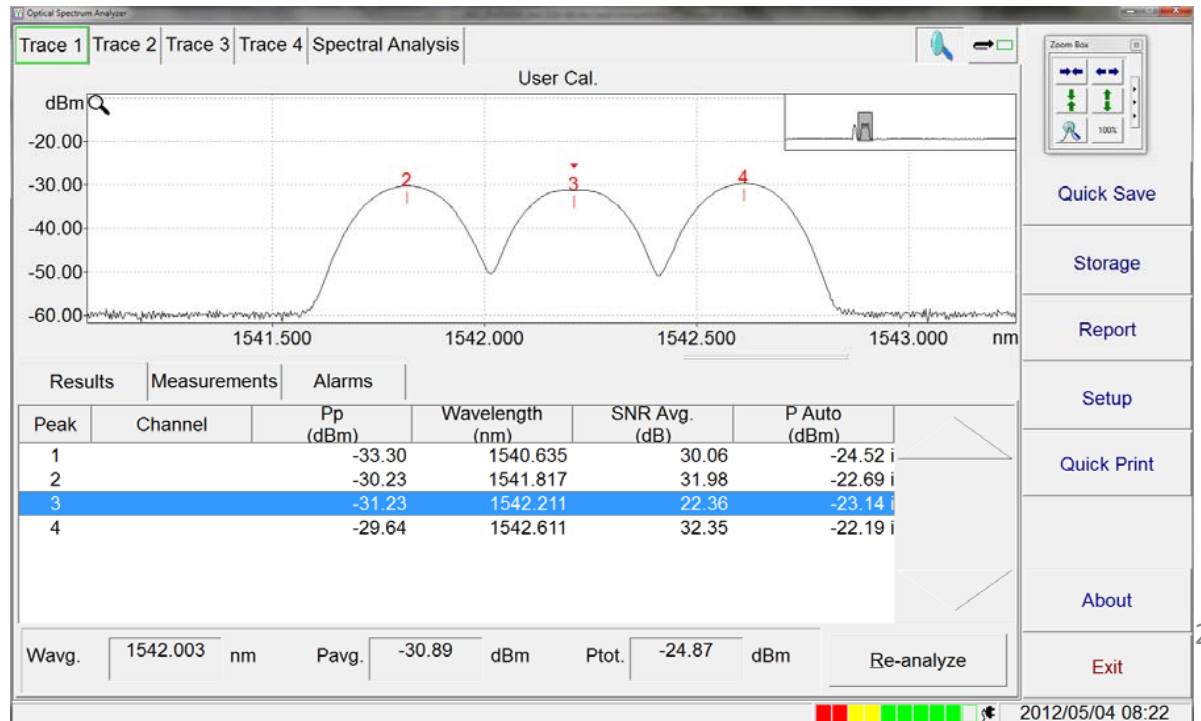 Optical Spectrum Analyzer
Trace 1 Trace 2 Trace 3 Trace 4 Spectral Analysis
User Cal.
dBm
-20.00
-30.00
-40.00
-50.00
-60.00
2 3 4
1541.500 1542.000 1542.500 1543.000 nm
Results Measurements Alarms
Peak Channel Pp (dBm) Wavelength (nm) SNR Avg. (dB) P Auto (dBm)
1 -33.30 1540.635 30.06 -24.52 i
2 -30.23 1541.817 31.98 -22.69 i
3 -31.23 1542.211 22.36 -23.14 i
4 -29.64 1542.611 32.35 -22.19 i
Wavg. 1542.003 nm Pavg. -30.89 dBm Ptot. -24.87 dBm Re-analyze
Zoom Box
100%
Quick Save
Storage
Report
Setup
Quick Print
About
Exit
2012/05/04 08:22